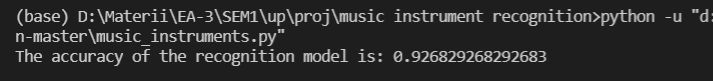 (base) D:\Materii\EA-3\SEM1\up\proj\music instrument recognition>python -u "d:
n-master\music_instruments.py"
The accuracy of the recognition model is: 0.926829268292683